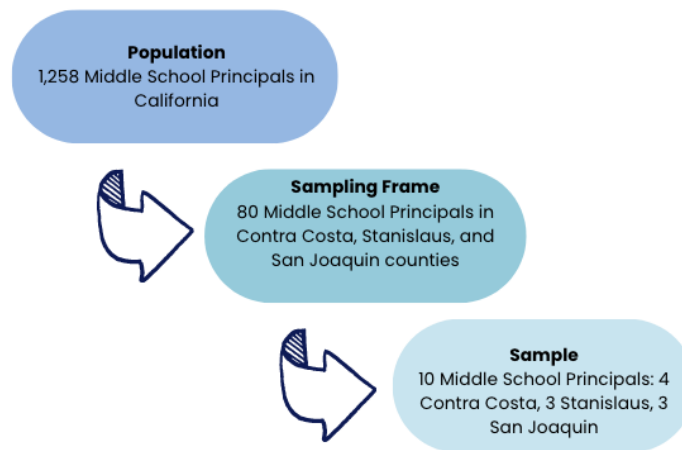 Population
1,258 Middle School Principals in
California
Sampling Frame
80 Middle School Principals in
Contra Costa, Stanislaus, and
San Joaquin counties
Sample
10 Middle School Principals: 4
Contra Costa, 3 Stanislaus, 3
San Joaquin